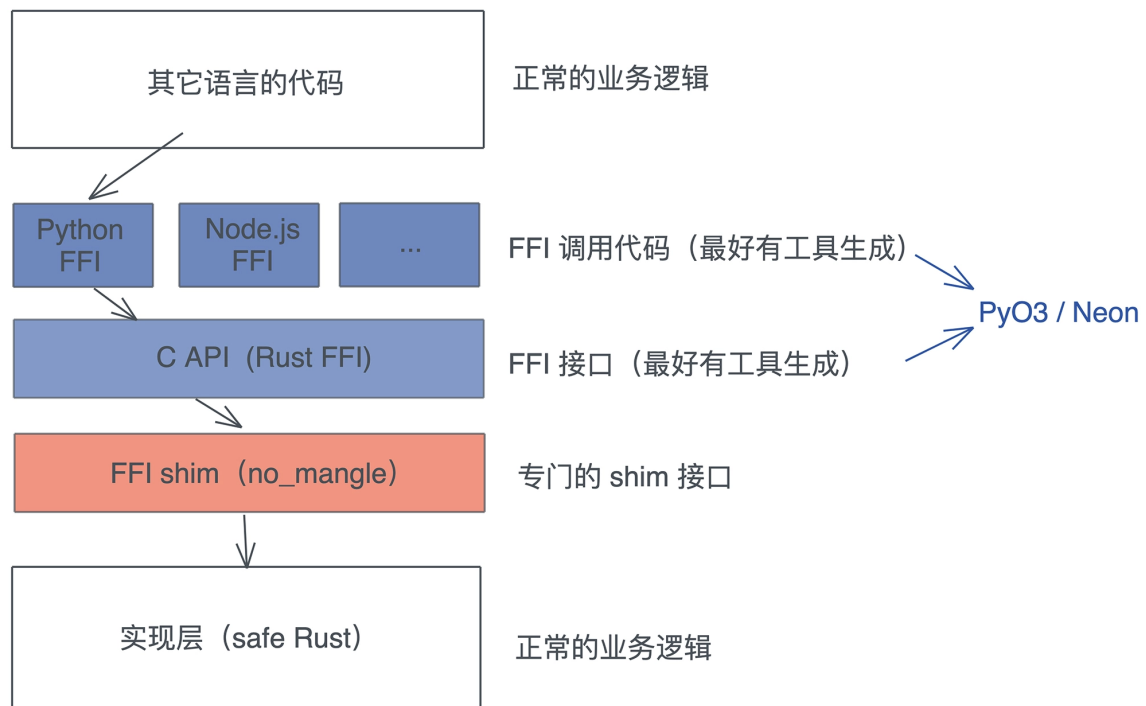 其它语言的代码
正常的业务逻辑
Python
FFI
Node.js
FFI
...
FFI 调用代码（最好有工具生成）
PyO3 / Neon
C API（Rust FFI）
FFI 接口（最好有工具生成）
FFI shim（no_mangle）
专门的 shim 接口
实现层（safe Rust）
正常的业务逻辑